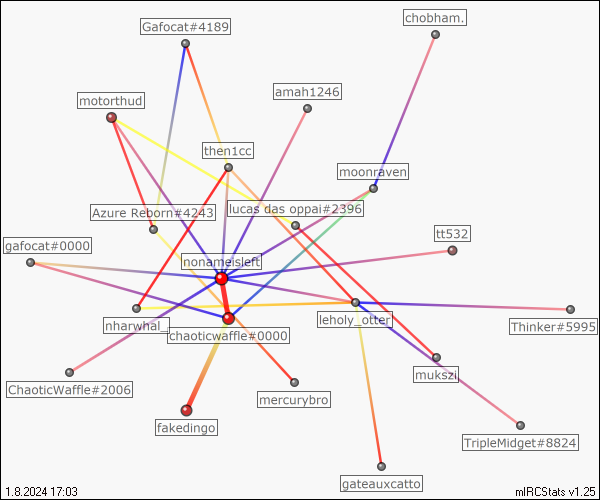 chobham.
Gafocat#4189
amah1246
motorthud
then1cc
moonraven
Azure Reborn#4243
lucas das oppai#2396
tt532
gafocat#0000
nonameisleft
nharwhal_.
chaoticwaffle#0000
leholy_otter
Thinker#5995
ChaoticWaffle#2006
mukszi
mercurybro
fakedingo
TripleMidget#8824
gateauxcatto
1.8.2024 17:03
mIRCStats v1.25